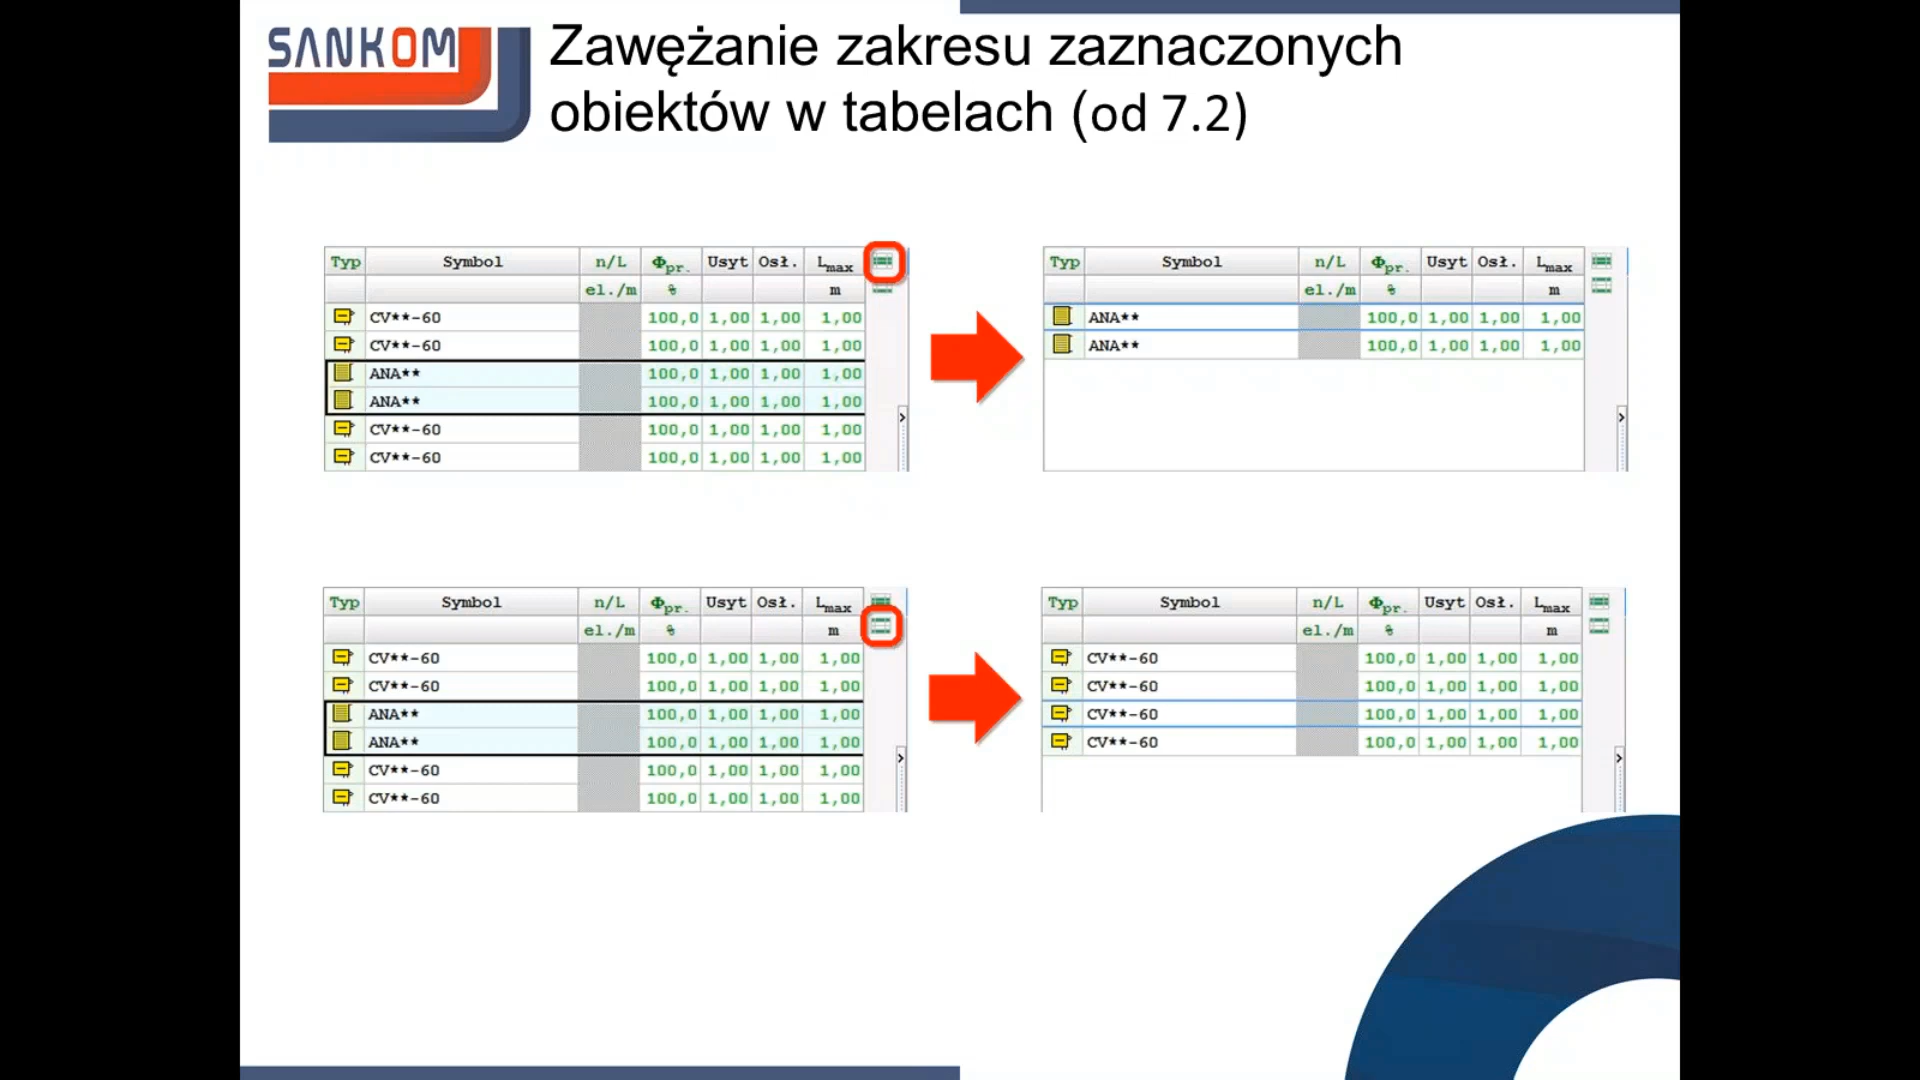 SANKOM
Zawężanie zakresu zaznaczonych
obiektów w tabelach (od 7.2)
Typ Symbol n/L Φpr. Usyt Osł. Lmax
el./m % m
CV**-60 100,0 1,00 1,00 1,00
CV**-60 100,0 1,00 1,00 1,00
ANA** 100,0 1,00 1,00 1,00
ANA** 100,0 1,00 1,00 1,00
CV**-60 100,0 1,00 1,00 1,00
CV**-60 100,0 1,00 1,00 1,00
Typ Symbol n/L Φpr. Usyt Osł. Lmax
el./m % m
ANA** 100,0 1,00 1,00 1,00
ANA** 100,0 1,00 1,00 1,00
Typ Symbol n/L Φpr. Usyt Osł. Lmax
el./m % m
CV**-60 100,0 1,00 1,00 1,00
CV**-60 100,0 1,00 1,00 1,00
ANA** 100,0 1,00 1,00 1,00
ANA** 100,0 1,00 1,00 1,00
CV**-60 100,0 1,00 1,00 1,00
CV**-60 100,0 1,00 1,00 1,00
Typ Symbol n/L Φpr. Usyt Osł. Lmax
el./m % m
CV**-60 100,0 1,00 1,00 1,00
CV**-60 100,0 1,00 1,00 1,00
CV**-60 100,0 1,00 1,00 1,00
CV**-60 100,0 1,00 1,00 1,00